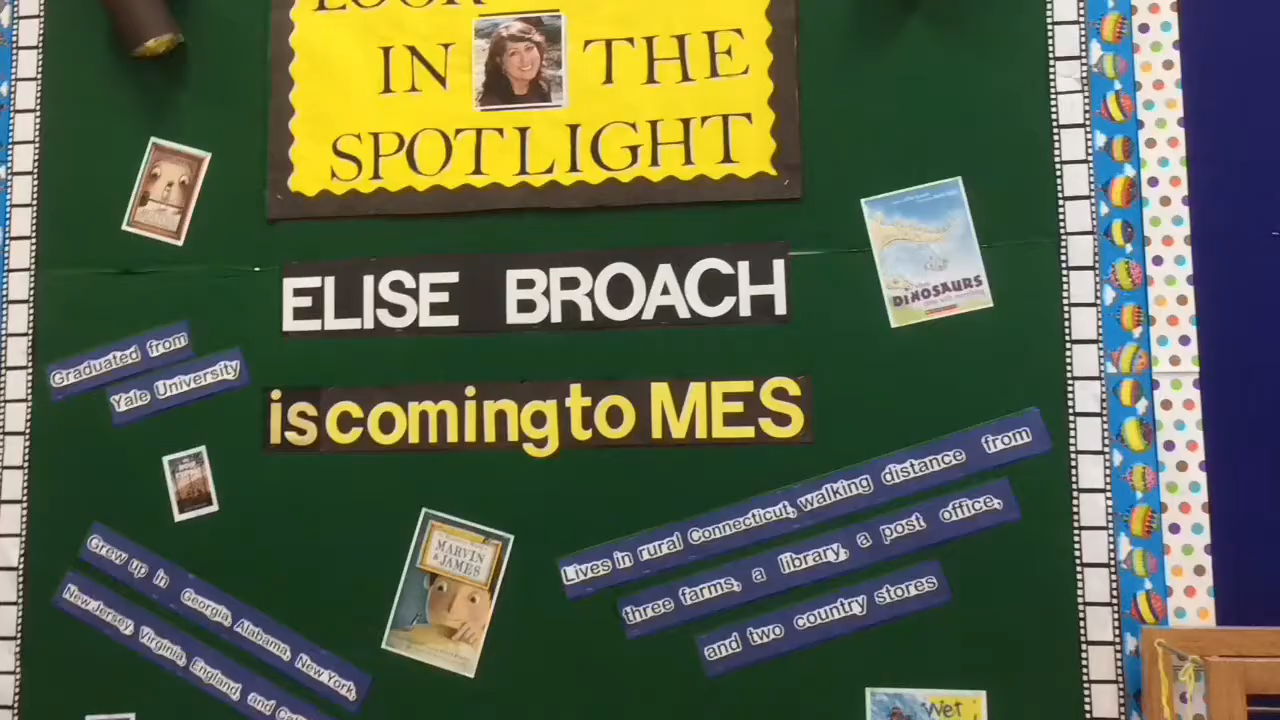 LOOK
IN THE
SPOTLIGHT
ELISE BROACH
is coming to MES
DINOSAURS
Graduated from
Yale University
MARVIN
& JAMES
Lives in rural Connecticut, walking distance from
three farms, a library, a post office,
and two country stores
Grew up in Georgia, Alabama, New York,
New Jersey, Virginia, England, and
Wet